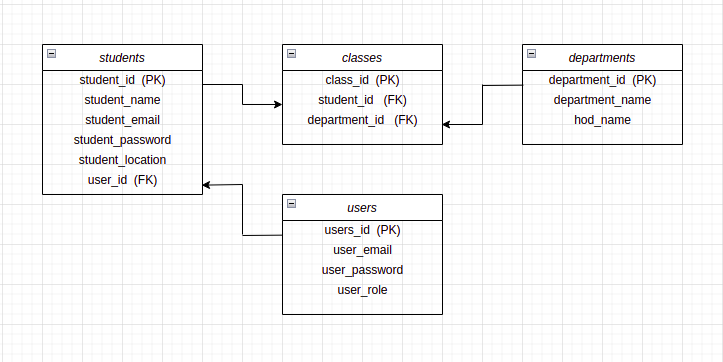 students
student_id (PK)
student_name
student_email
student_password
student_location
user_id (FK)
classes
class_id (PK)
student_id (FK)
department_id (FK)
departments
department_id (PK)
department_name
hod_name
users
users_id (PK)
user_email
user_password
user_role